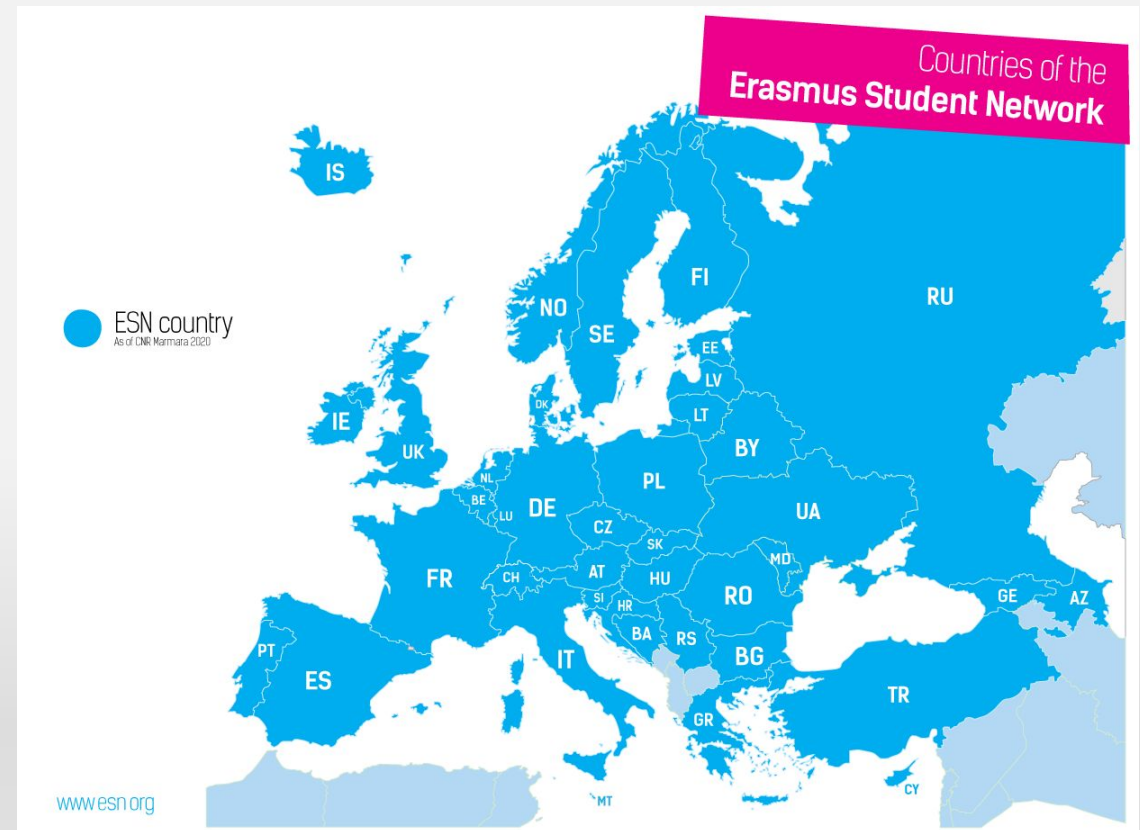 Countries of the
Erasmus Student Network
IS
FI
RU
NO
SE
ESN country
As of CNR Marmara 2020
EE
LV
DK
LT
IE
UK
BY
NL
PL
BE
DE
LU
UA
CZ
SK
MD
FR
CH
AT
HU
RO
GE
AZ
SI
HR
BA
RS
PT
IT
BG
ES
TR
GR
CY
MT
www.esn.org